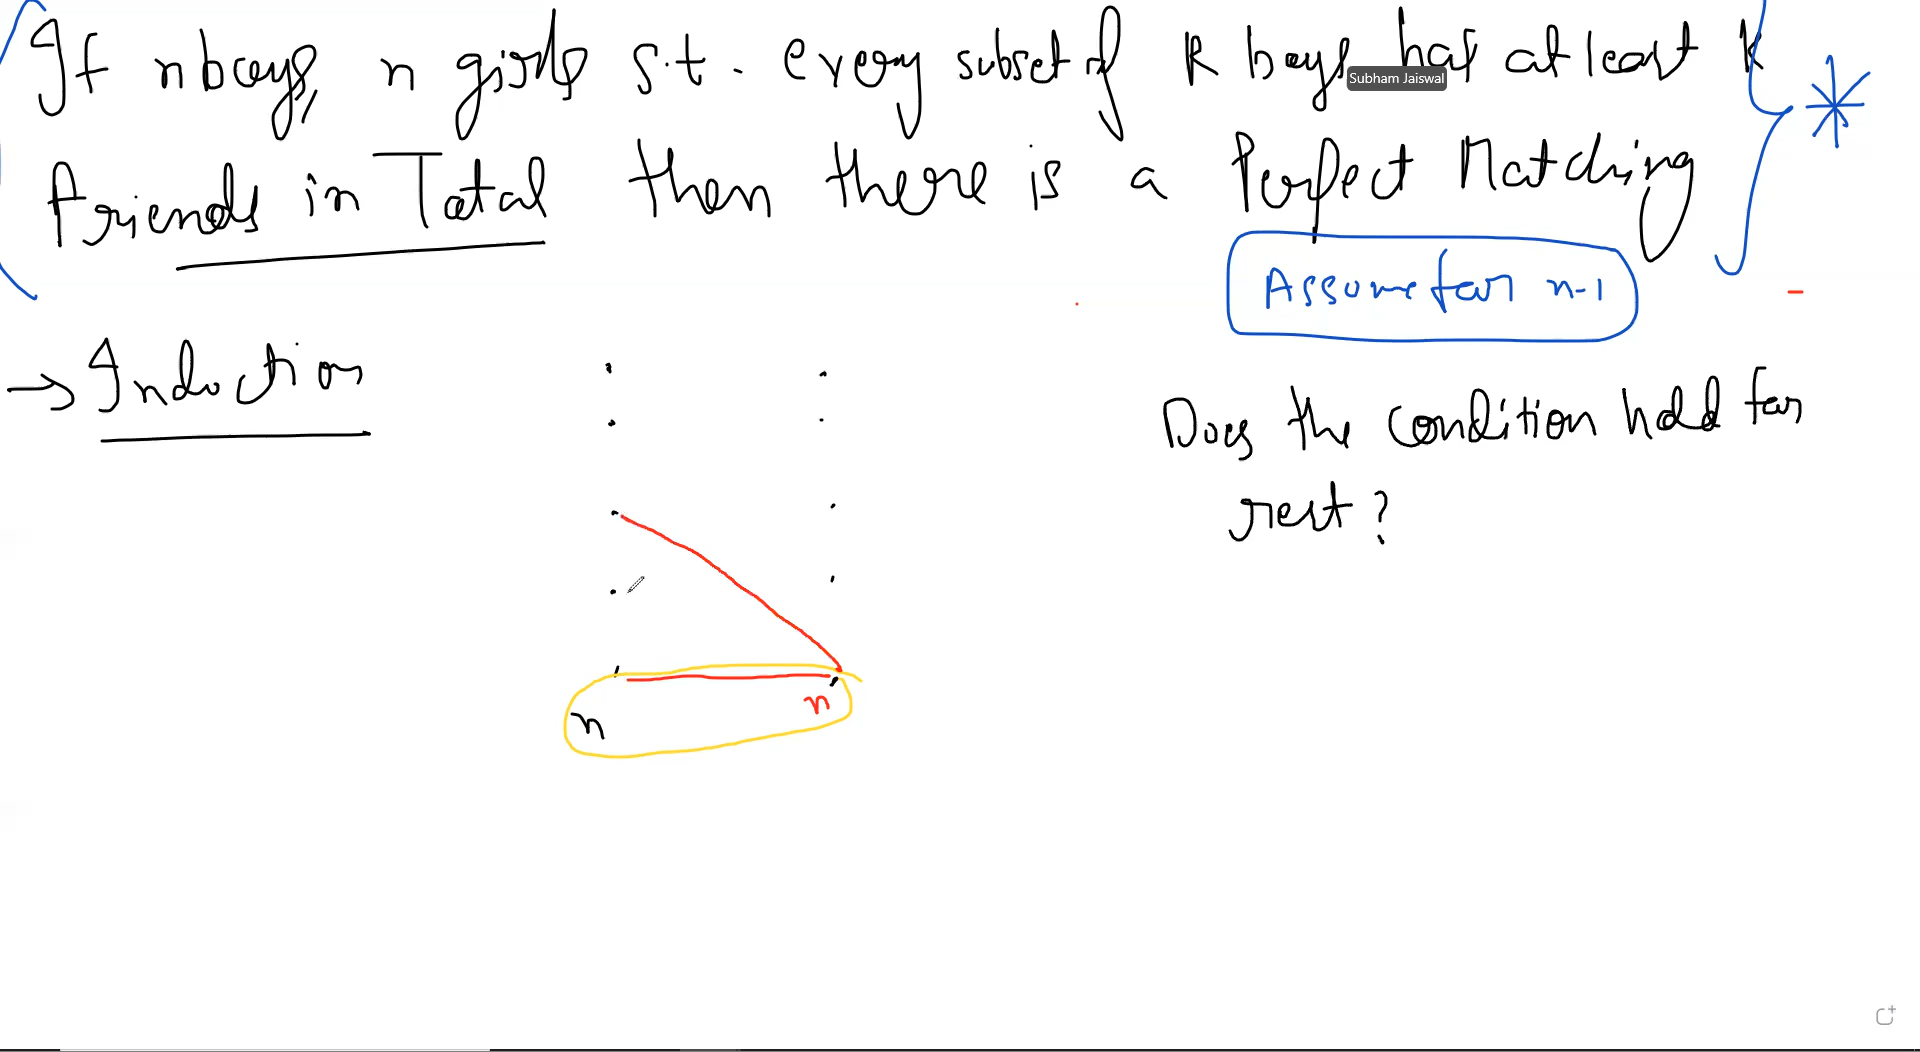 If n boys, n girls s.t. every subset of k boys has at least k
Subham Jaiswal
friends in Total then there is a Perfect Matching
Assume for n-1
→ Induction
Does the condition hold for
rest?
n
n